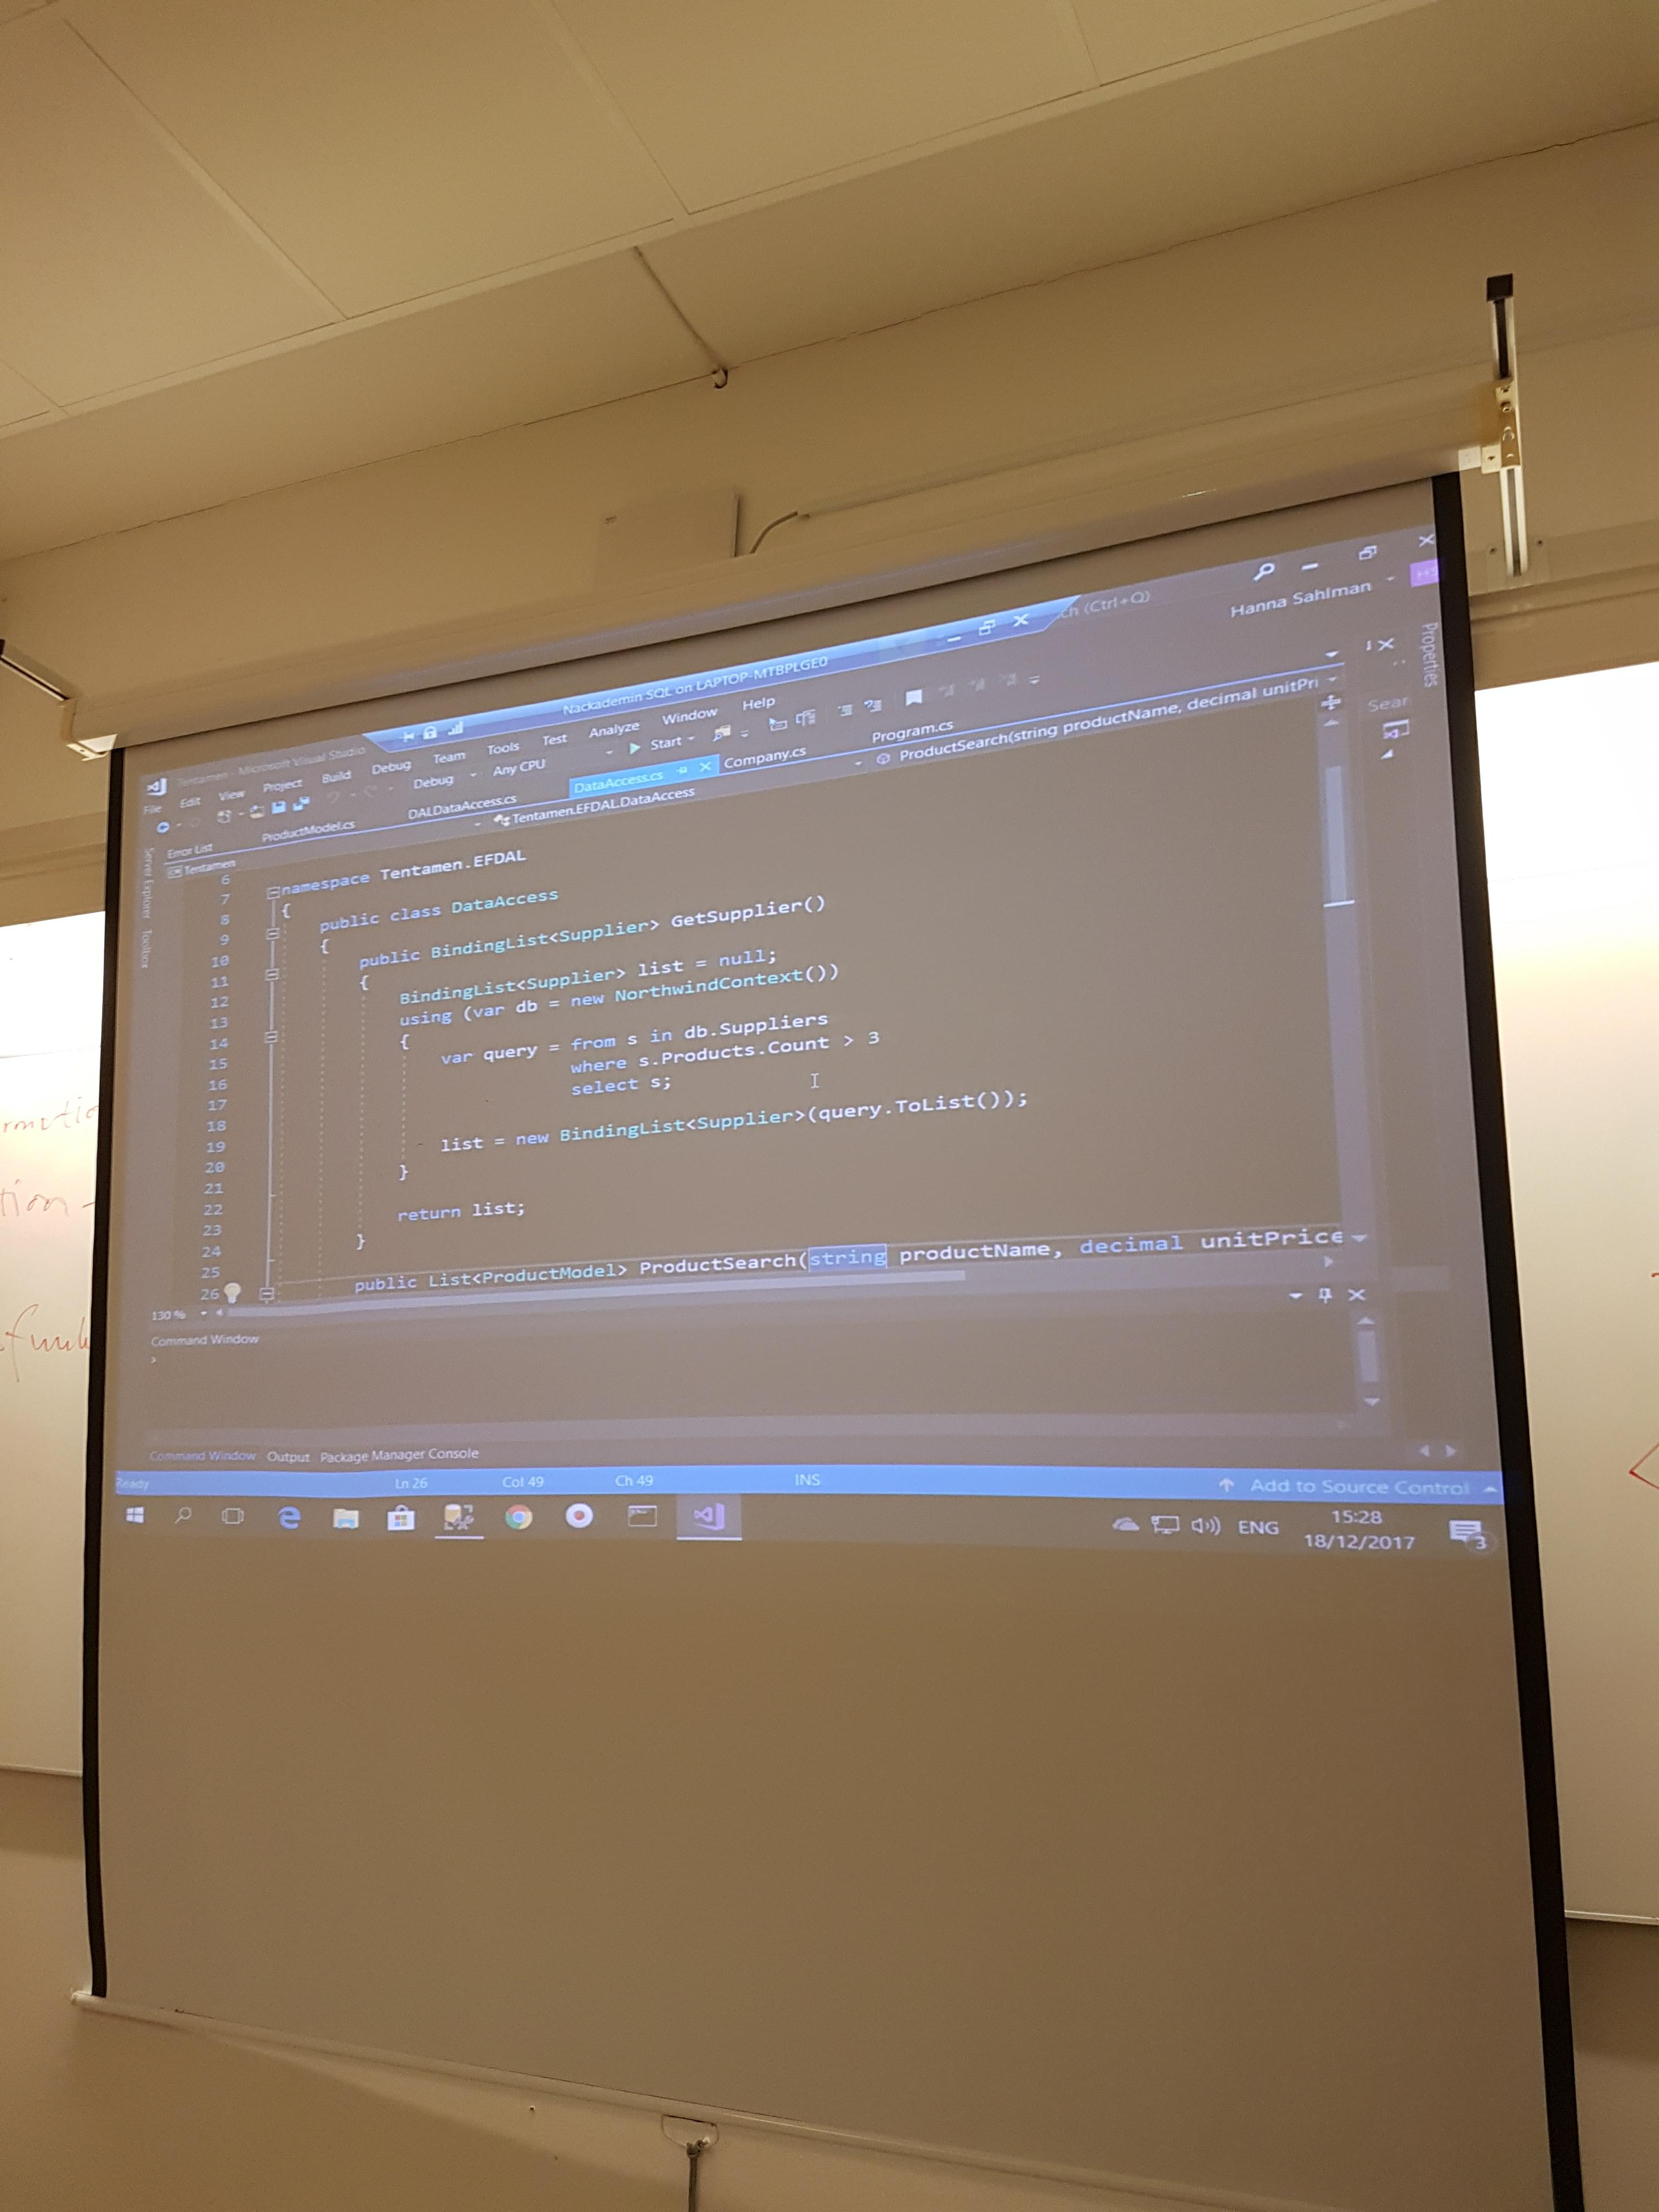 Nackademin SQL on LAPTOP-MTBPLGE0
ch (Ctrl+Q)
Hanna Sahlman
HS
Tentamen - Microsoft Visual Studio
File Edit View Project Build Debug Team Tools Test Analyze Window Help
Debug Any CPU Start
Error List ProductModel.cs DALDataAccess.cs DataAccess.cs Company.cs Program.cs
Tentamen Tentamen.EFDAL.DataAccess ProductSearch(string productName, decimal unitPri
Properties
Sear
Server Explorer Toolbox
6
7 namespace Tentamen.EFDAL
8 {
9 public class DataAccess
10 {
11 public BindingList<Supplier> GetSupplier()
12 {
13 BindingList<Supplier> list = null;
14 using (var db = new NorthwindContext())
15 {
16 var query = from s in db.Suppliers
17 where s.Products.Count > 3
18 select s;
19
20 list = new BindingList<Supplier>(query.ToList());
21 }
22
23 return list;
24 }
25
26 public List<ProductModel> ProductSearch(string productName, decimal unitPrice
130 %
Command Window
>
Command Window Output Package Manager Console
Ready Ln 26 Col 49 Ch 49 INS Add to Source Control
ENG 15:28
18/12/2017
3
tion -